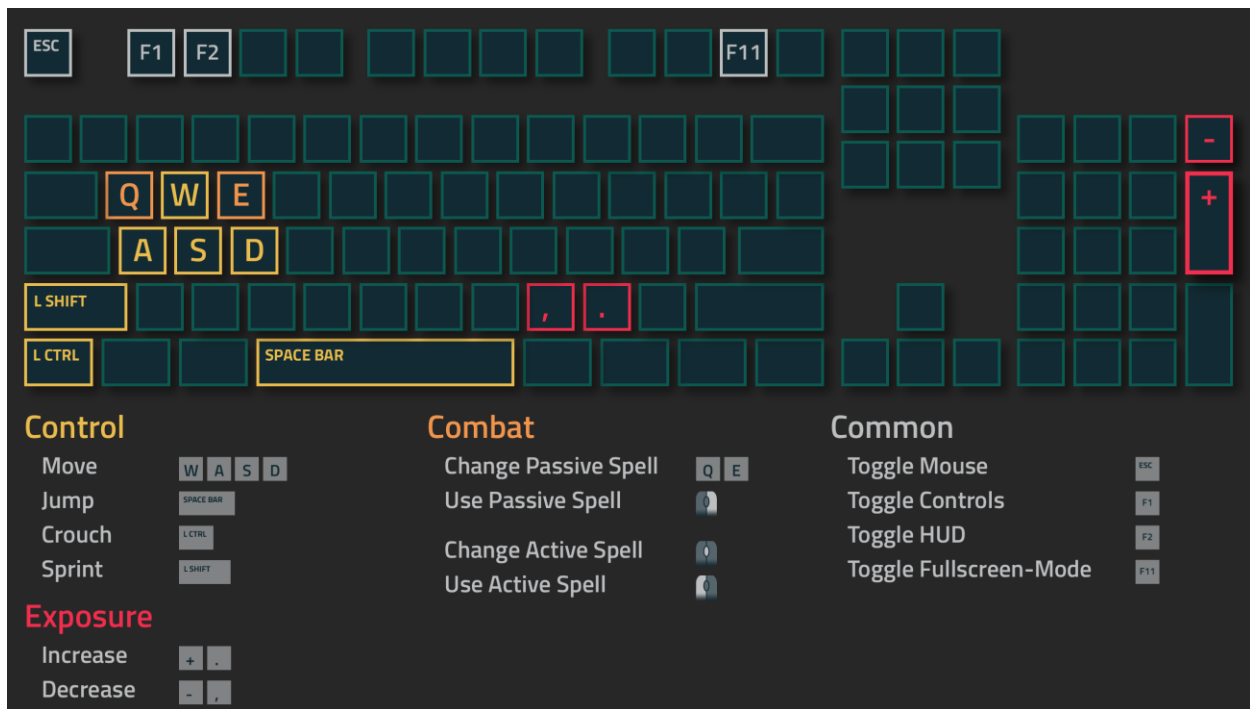 ESC F1 F2 F11
-
Q W E +
A S D
L SHIFT , .
L CTRL SPACE BAR
Control
Move W A S D
Jump SPACE BAR
Crouch L CTRL
Sprint L SHIFT
Exposure
Increase + .
Decrease - ,
Combat
Change Passive Spell Q E
Use Passive Spell
Change Active Spell
Use Active Spell
Common
Toggle Mouse ESC
Toggle Controls F1
Toggle HUD F2
Toggle Fullscreen-Mode F11